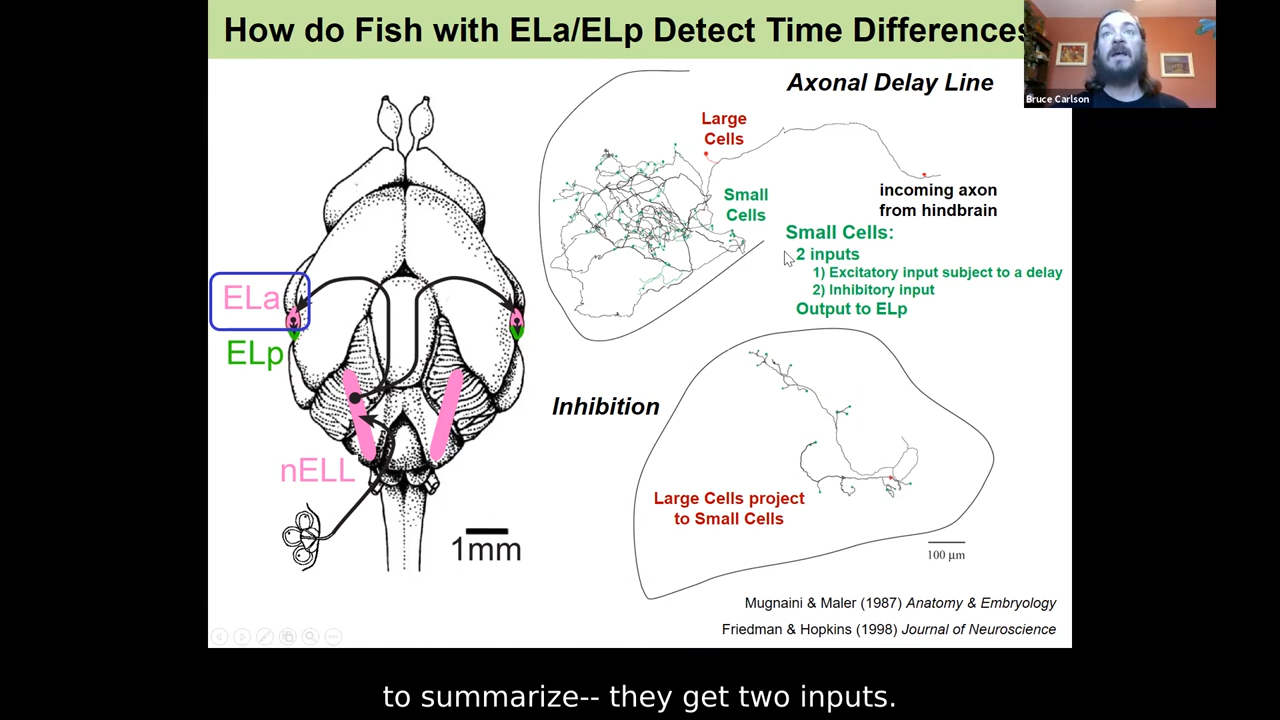 How do Fish with ELa/ELp Detect Time Differences
Bruce Carlson
Axonal Delay Line
Large
Cells
Small
Cells
incoming axon
from hindbrain
Small Cells:
2 inputs
1) Excitatory input subject to a delay
2) Inhibitory input
Output to ELp
ELa
ELp
nELL
1mm
Inhibition
Large Cells project
to Small Cells
100 µm
Mugnaini & Maler (1987) Anatomy & Embryology
Friedman & Hopkins (1998) Journal of Neuroscience
to summarize-- they get two inputs.